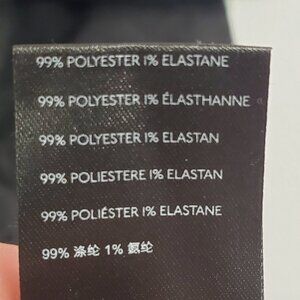 99% POLYESTER 1% ELASTANE
99% POLYESTER 1% ÉLASTHANNE
99% POLYESTER 1% ELASTAN
99% POLIESTERE 1% ELASTAN
99% POLIÉSTER 1% ELASTANE
99% 涤纶 1% 氨纶